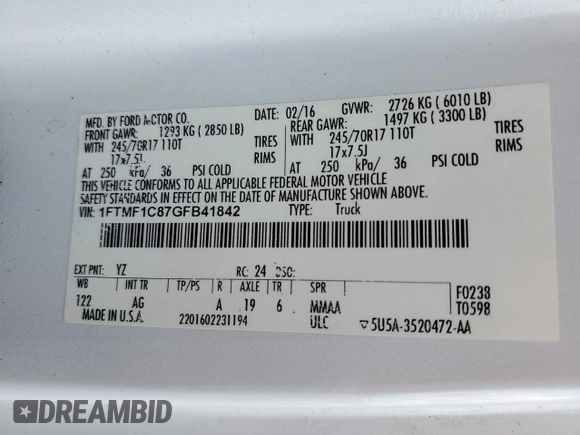 MFD. BY FORD MOTOR CO.
DATE: 02/16 GVWR: 2726 KG ( 6010 LB)
FRONT GAWR: 1293 KG ( 2850 LB)
REAR GAWR: 1497 KG ( 3300 LB)
WITH 245/70R17 110T TIRES
WITH 245/70R17 110T TIRES
17x7.5J RIMS
17x7.5J RIMS
AT 250 kPa/ 36 PSI COLD
AT 250 kPa/ 36 PSI COLD
THIS VEHICLE CONFORMS TO ALL APPLICABLE FEDERAL MOTOR VEHICLE
SAFETY STANDARDS IN EFFECT ON THE DATE OF MANUFACTURE SHOWN ABOVE.
VIN: 1FTMF1C87GFB41842 TYPE: Truck
EXT PNT: YZ RC: 24 DSO:
WB INT TR TP/PS R AXLE TR SPR
122 AG A 19 6 MMAA
F0238
T0598
MADE IN U.S.A. 2201602231194 ULC
5U5A-3520472-AA
DREAMBID